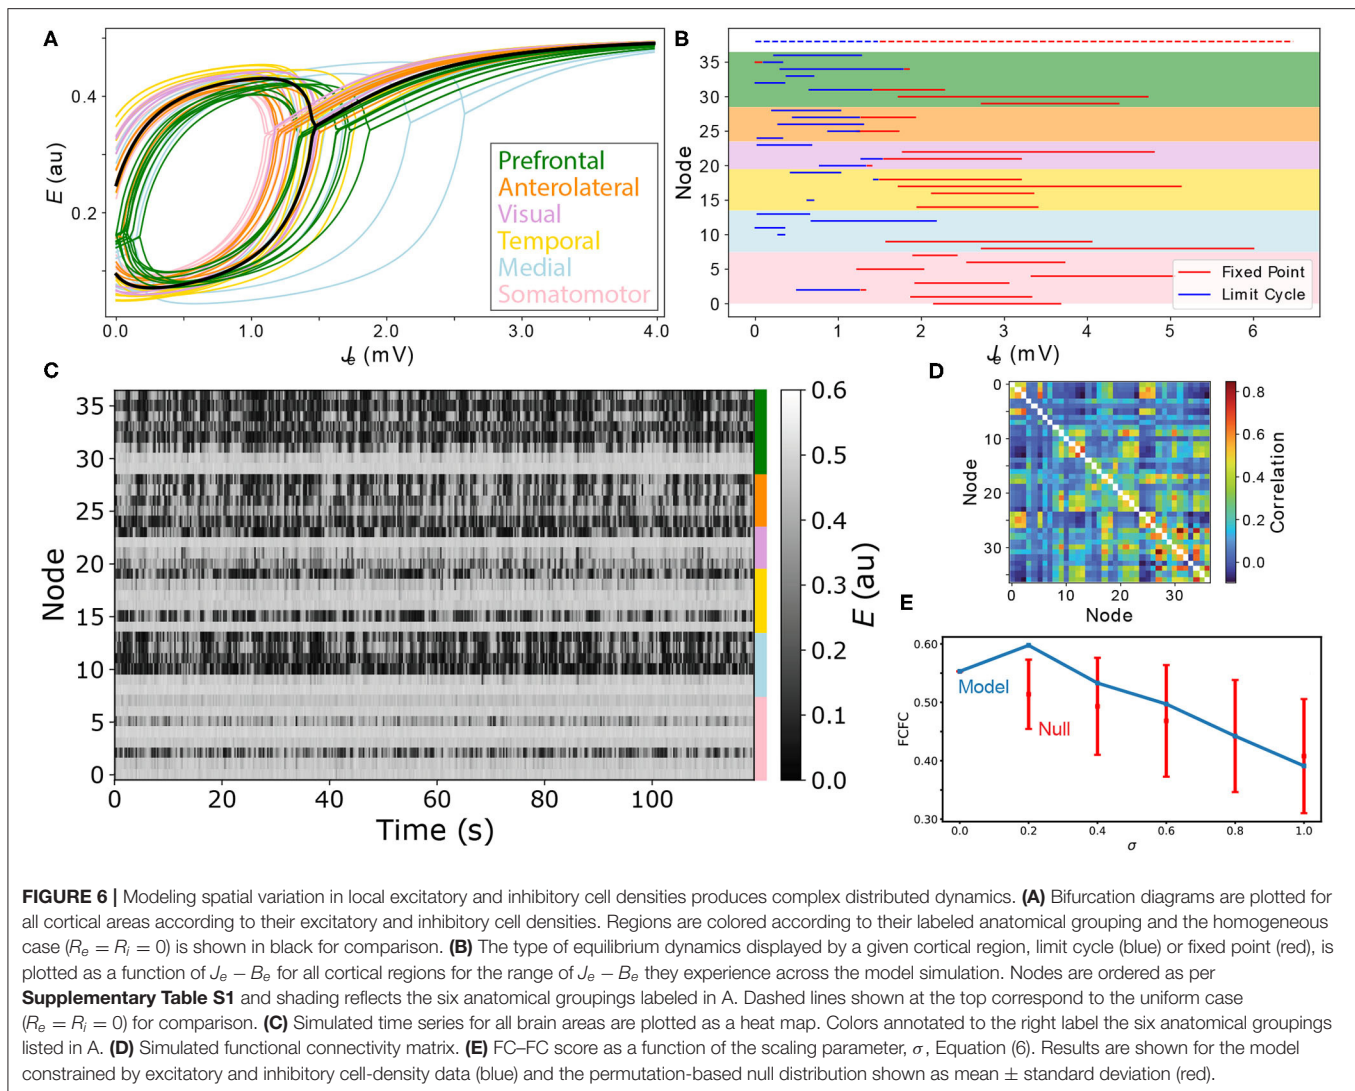 A
0.4
0.2
E (au)
Prefrontal
Anterolateral
Visual
Temporal
Medial
Somatomotor
0.0 1.0 2.0 3.0 4.0
Je (mV)
B
35
30
25
20
15
10
5
0
Node
Fixed Point
Limit Cycle
0 1 2 3 4 5 6
Je (mV)
C
35
30
25
20
15
10
5
0
Node
0 20 40 60 80 100
Time (s)
0.6
0.5
0.4
0.3
0.2
0.1
0.0
E (au)
D
0
10
20
30
Node
0 10 20 30
Node
0.8
0.6
0.4
0.2
0.0
Correlation
E
0.60
0.50
0.40
0.30
FCFC
Model
Null
0.0 0.2 0.4 0.6 0.8 1.0
σ
FIGURE 6 | Modeling spatial variation in local excitatory and inhibitory cell densities produces complex distributed dynamics. (A) Bifurcation diagrams are plotted for
all cortical areas according to their excitatory and inhibitory cell densities. Regions are colored according to their labeled anatomical grouping and the homogeneous
case (Re = Ri = 0) is shown in black for comparison. (B) The type of equilibrium dynamics displayed by a given cortical region, limit cycle (blue) or fixed point (red), is
plotted as a function of Je − Be for all cortical regions for the range of Je − Be they experience across the model simulation. Nodes are ordered as per
Supplementary Table S1 and shading reflects the six anatomical groupings labeled in A. Dashed lines shown at the top correspond to the uniform case
(Re = Ri = 0) for comparison. (C) Simulated time series for all brain areas are plotted as a heat map. Colors annotated to the right label the six anatomical groupings
listed in A. (D) Simulated functional connectivity matrix. (E) FC–FC score as a function of the scaling parameter, σ, Equation (6). Results are shown for the model
constrained by excitatory and inhibitory cell-density data (blue) and the permutation-based null distribution shown as mean ± standard deviation (red).